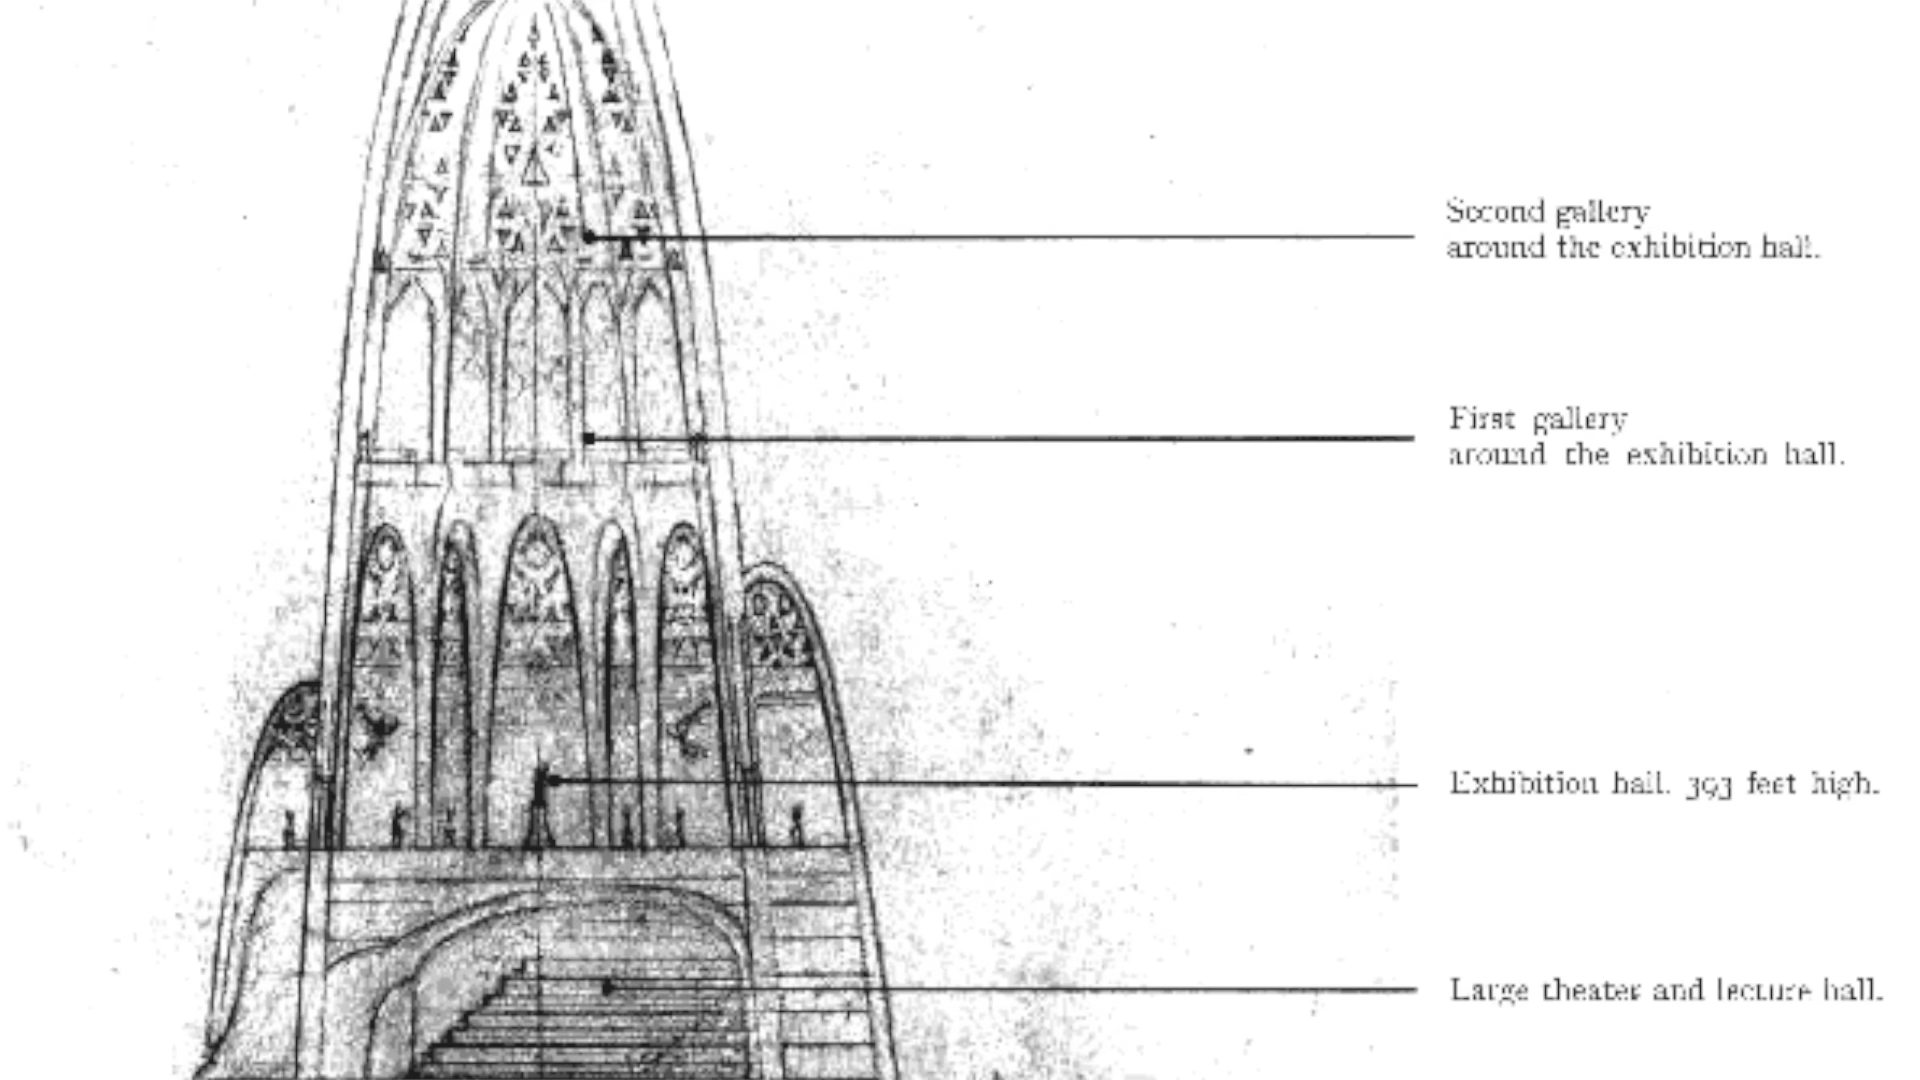 Second gallery
around the exhibition hall.
First gallery
around the exhibition hall.
Exhibition hall. 393 feet high.
Large theater and lecture hall.